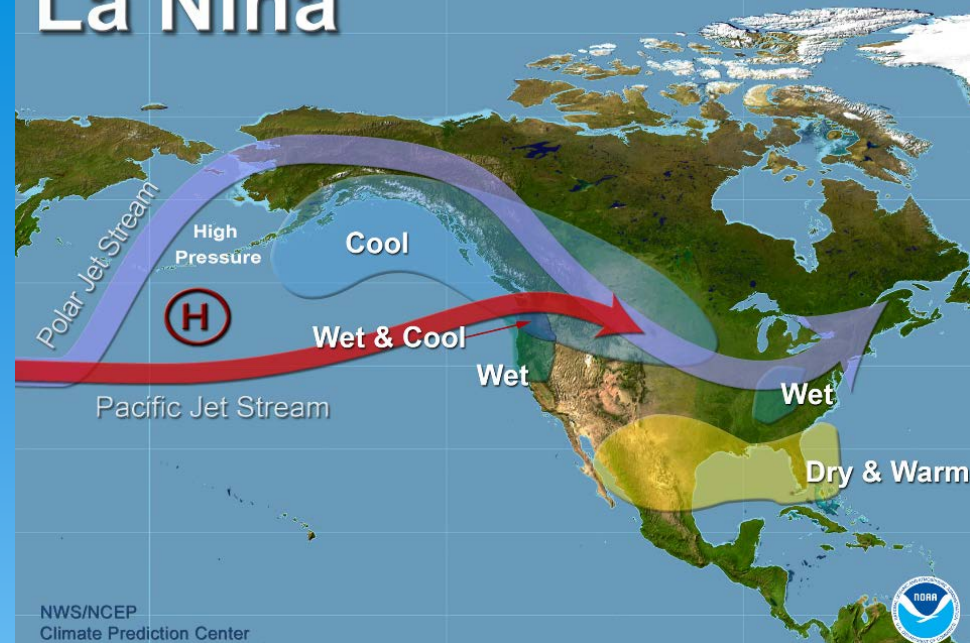 La Niña
Polar Jet Stream
High
Pressure
H
Cool
Wet & Cool
Wet
Pacific Jet Stream
Wet
Dry & Warm
NWS/NCEP
Climate Prediction Center
NOAA